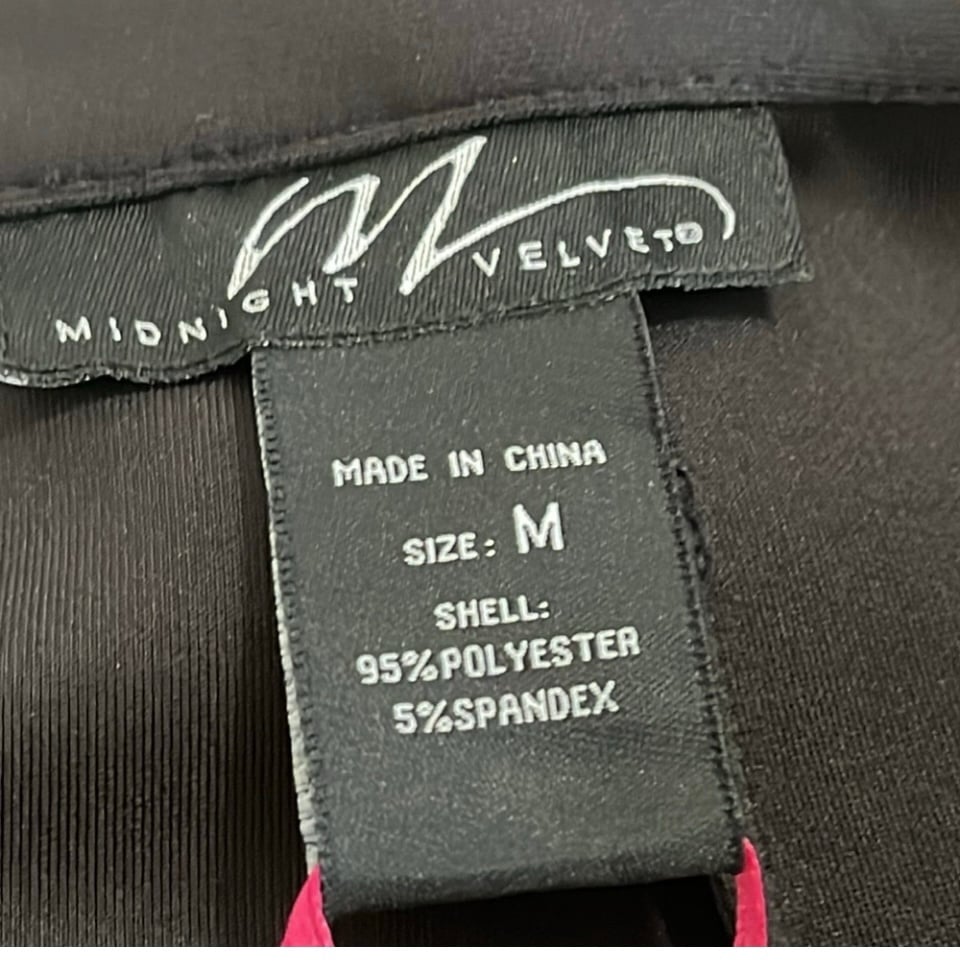 MIDNIGHT VELVET®
MADE IN CHINA
SIZE: M
SHELL:
95%POLYESTER
5%SPANDEX